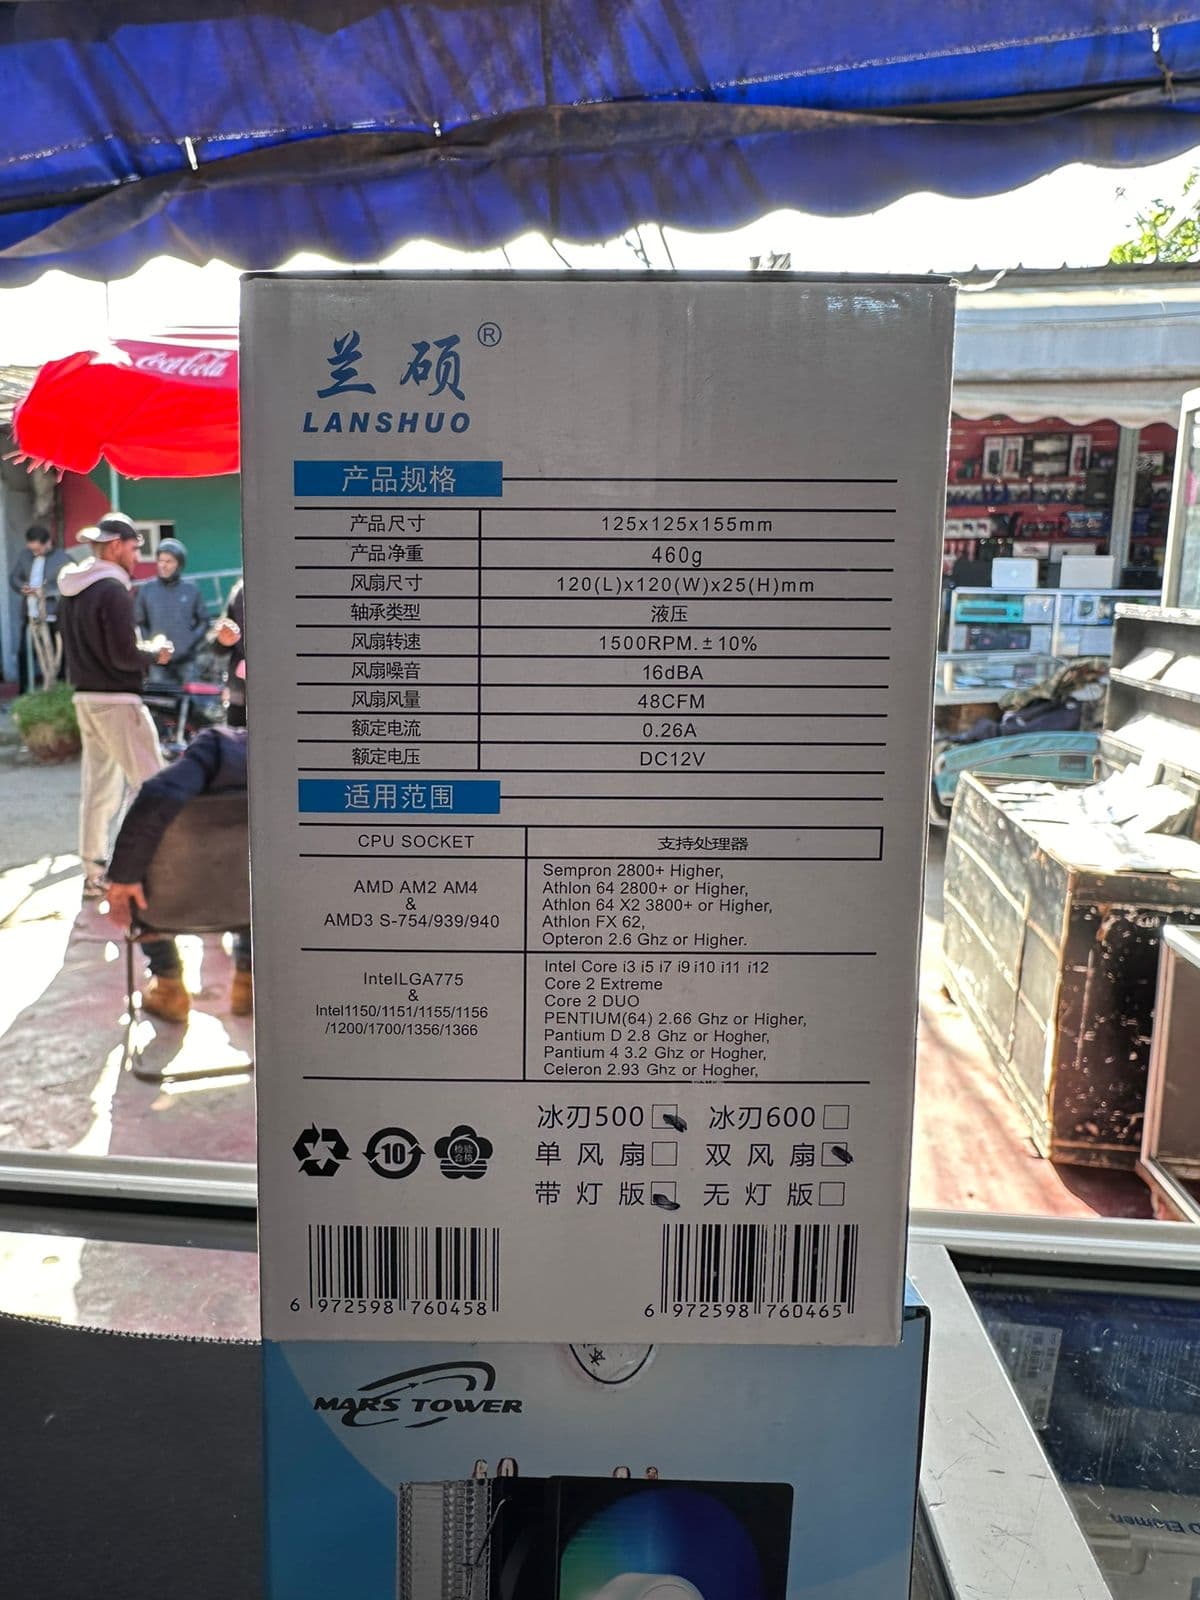 Coca-Cola
兰硕®
LANSHUO
产品规格
产品尺寸 125x125x155mm
产品净重 460g
风扇尺寸 120(L)x120(W)x25(H)mm
轴承类型 液压
风扇转速 1500RPM.±10%
风扇噪音 16dBA
风扇风量 48CFM
额定电流 0.26A
额定电压 DC12V
适用范围
CPU SOCKET 支持处理器
AMD AM2 AM4
&
AMD3 S-754/939/940
Sempron 2800+ Higher,
Athlon 64 2800+ or Higher,
Athlon 64 X2 3800+ or Higher,
Athlon FX 62,
Opteron 2.6 Ghz or Higher.
IntelLGA775
&
Intel1150/1151/1155/1156
/1200/1700/1356/1366
Intel Core i3 i5 i7 i9 i10 i11 i12
Core 2 Extreme
Core 2 DUO
PENTIUM(64) 2.66 Ghz or Higher,
Pantium D 2.8 Ghz or Hogher,
Pantium 4 3.2 Ghz or Hogher,
Celeron 2.93 Ghz or Hogher,
冰刃500 冰刃600
单风扇 双风扇
带灯版 无灯版
10
检验
合格
6 972598 760458
6 972598 760465
MARS TOWER